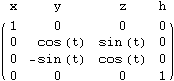 x y z h
1 0 0 0
0 cos (t) sin (t) 0
0 -sin (t) cos (t) 0
0 0 0 1